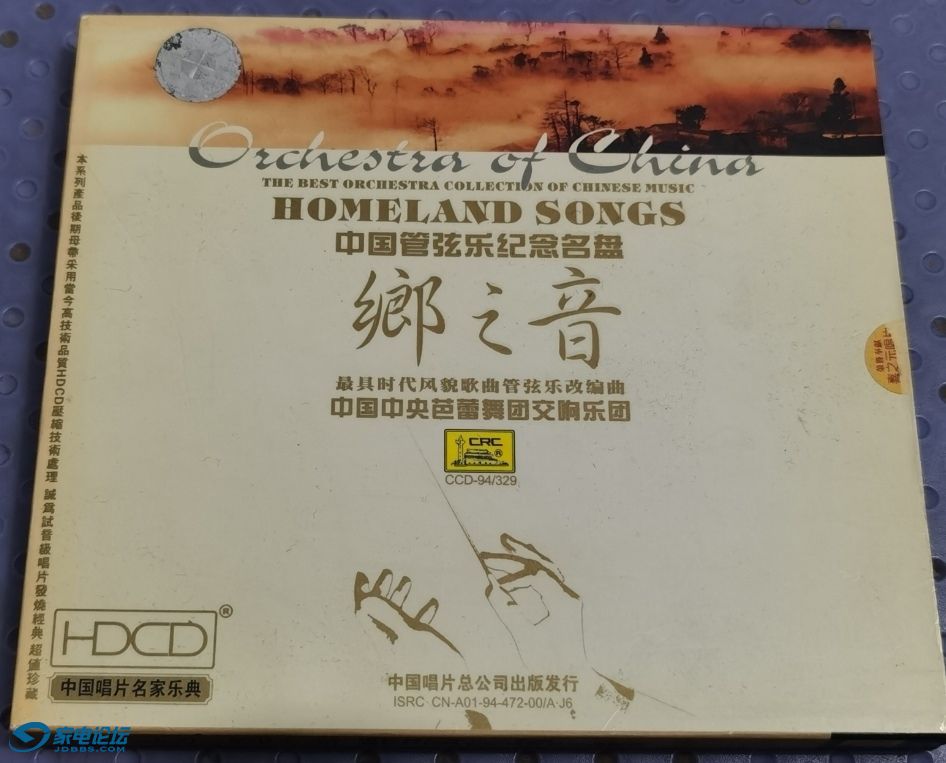 Orchestra of China
THE BEST ORCHESTRA COLLECTION OF CHINESE MUSIC
HOMELAND SONGS
中国管弦乐纪念名盘
鄉之音
最具时代风貌歌曲管弦乐改编曲
中国中央芭蕾舞团交响乐团
CRC
®
CCD-94/329
本系列產品後期母帶采用當今高技術品質HDCD壓縮技術處理 誠爲試音級唱片發燒經典 超值珍藏
HDCD®
中国唱片名家乐典
中国唱片总公司出版发行
ISRC CN-A01-94-472-00/A·J6
家电论坛
JDBBS.COM